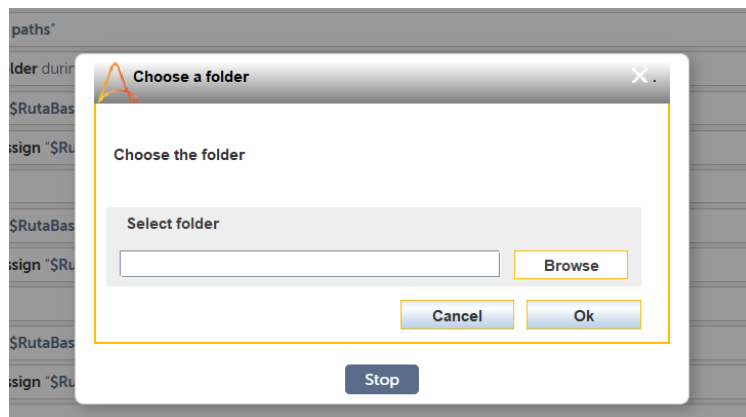 paths"
Choose a folder
lder durin
$RutaBas
Choose the folder
ssign "$Ru
Select folder
$RutaBas
Browse
ssign "$Ru
Cancel
Ok
$RutaBas
Stop
ssign "$Ru